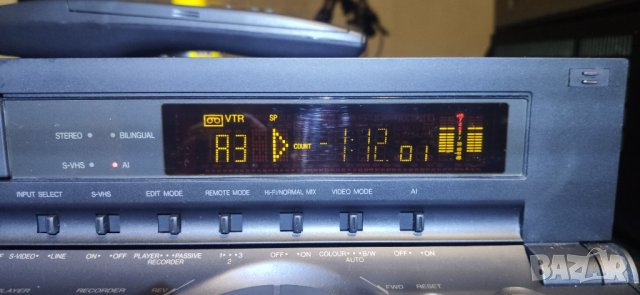 VTR SP
STEREO BILINGUAL
A3 COUNT -1:12 01
S-VHS AI
INPUT SELECT S-VHS EDIT MODE REMOTE MODE Hi-Fi/NORMAL MIX VIDEO MODE AI
S-VIDEO LINE ON OFF PLAYER PASSIVE 1 3 OFF ON COLOUR B/W OFF ON
RECORDER 2 AUTO
PLAYER RECORDER REV FWD RESET
BAZAR